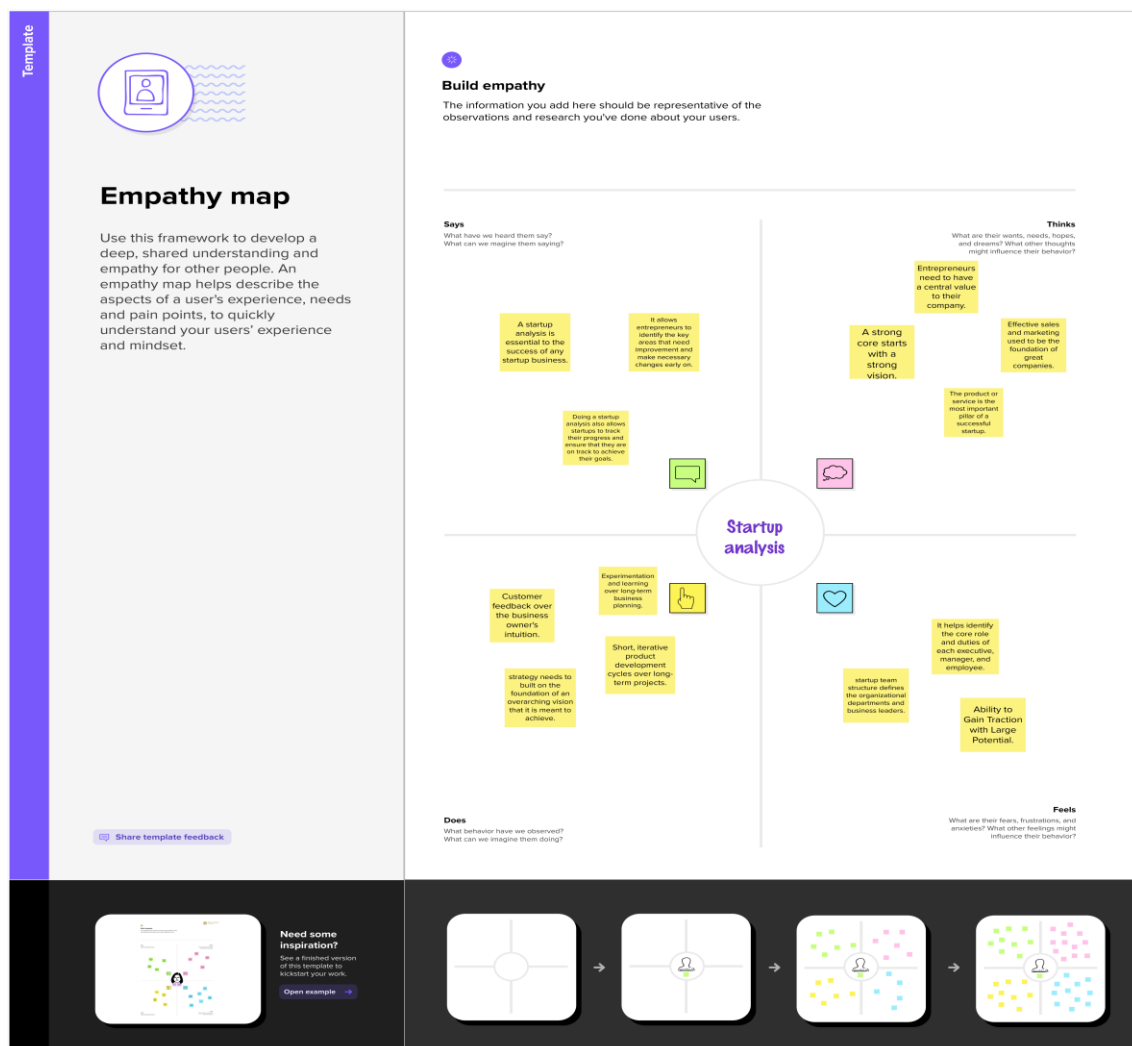 Template
Empathy map
Use this framework to develop a
deep, shared understanding and
empathy for other people. An
empathy map helps describe the
aspects of a user's experience, needs
and pain points, to quickly
understand your users' experience
and mindset.
Share template feedback
Build empathy
The information you add here should be representative of the
observations and research you've done about your users.
Says
What have we heard them say?
What can we magine them saying?
Thinks
What are their wants, needs, hopes,
and dreams? What other thoughts
might influence their behavior?
A startup
analysis is
essential to the
success of any
startup business.
It allows
entrepreneurs to
identify the key
areas that need
improvement and
make necessary
changes early on.
Doing a startup
analysis also allows
startups to track
their progress and
ensure that they are
on track to achieve
their goals.
Entrepreneurs
need to have
a central value
to their
company.
A strong
core starts
with a
strong
vision.
Effective sales
and marketing
used to be the
foundation of
great
companies.
The product or
service is the
most important
pillar of a
successful
startup.
Startup
analysis
Experimentation
and learning
over long-term
business
planning.
Customer
feedback over
the business
owner's
intuition.
Short, iterative
product
development
cycles over long-
term projects.
strategy needs to
built on the
foundation of an
overarching vision
that it is meant to
achieve.
It helps identify
the core role
and duties of
each executive,
manager, and
employee.
startup team
structure defines
the organizational
departments and
business leaders.
Ability to
Gain Traction
with Large
Potential.
Does
What behavior have we observed?
What can we imagine them doing?
Feels
What are their fears, frustrations, and
anxieties? What other feelings might
influence their behavior?
Need some
inspiration?
See a finished version
of this template to
kickstart your work.
Open example